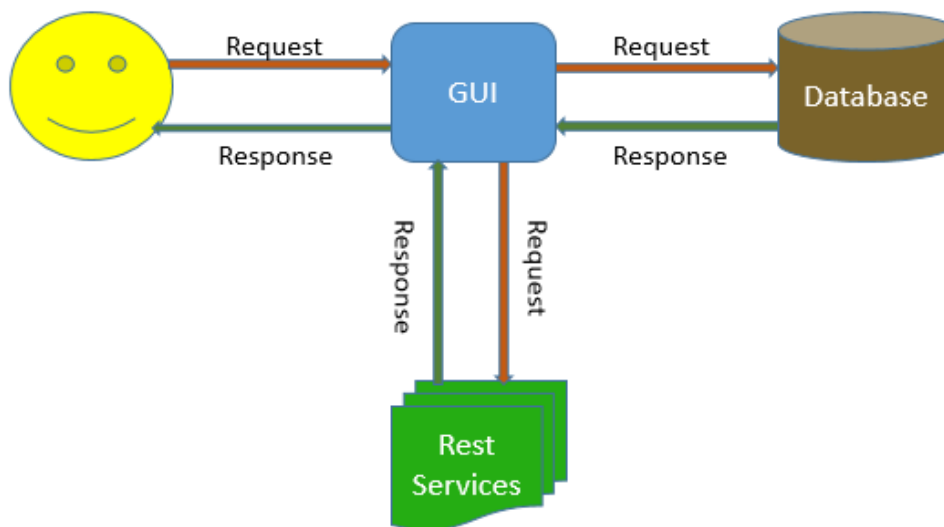 Request
Request
GUI
Database
Response
Response
Response
Request
Rest
Services